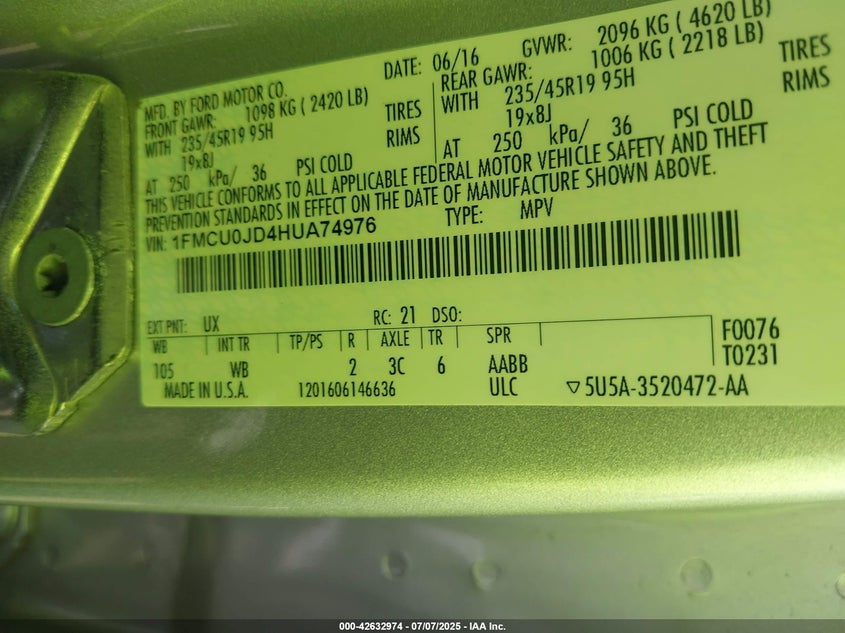 MFD. BY FORD MOTOR CO.
DATE: 06/16 GVWR: 2096 KG ( 4620 LB)
FRONT GAWR: 1098 KG ( 2420 LB)
REAR GAWR: 1006 KG ( 2218 LB)
WITH 235/45R19 95H TIRES
WITH 235/45R19 95H TIRES
19x8J RIMS
19x8J RIMS
AT 250 kPa/ 36 PSI COLD
AT 250 kPa/ 36 PSI COLD
THIS VEHICLE CONFORMS TO ALL APPLICABLE FEDERAL MOTOR VEHICLE SAFETY AND THEFT
PREVENTION STANDARDS IN EFFECT ON THE DATE OF MANUFACTURE SHOWN ABOVE.
VIN: 1FMCU0JD4HUA74976 TYPE: MPV
EXT PNT: UX RC: 21 DSO:
WB INT TR TP/PS R AXLE TR SPR F0076
105 WB 2 3C 6 AABB T0231
MADE IN U.S.A. 1201606146636 ULC ▽5U5A-3520472-AA
000-42632974 - 07/07/2025 - IAA Inc.